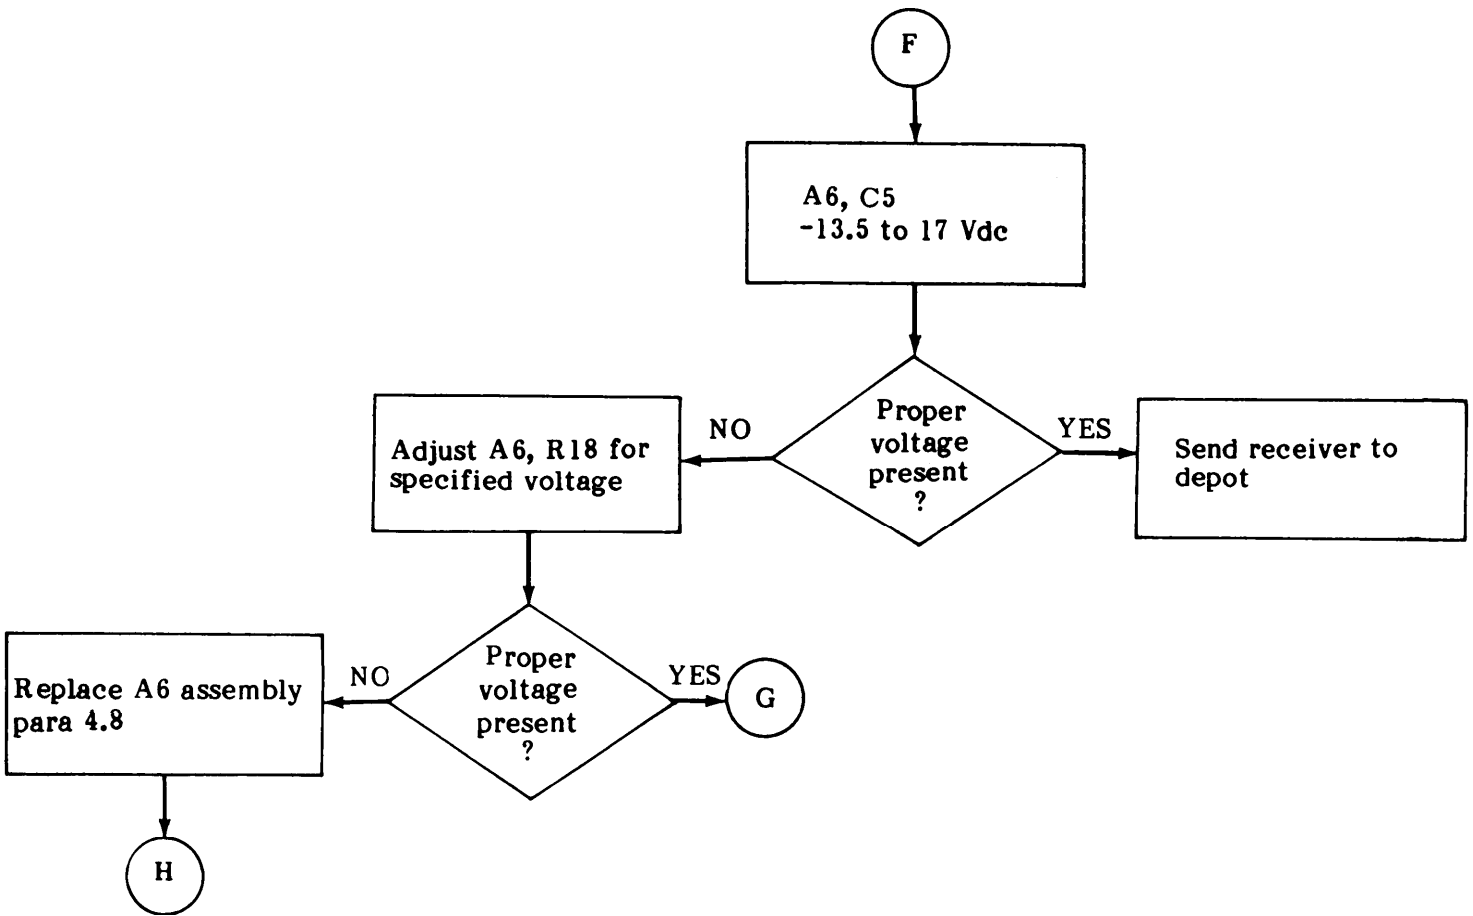 F
A6, C5
-13.5 to 17 Vdc
Proper
voltage
present
?
NO
YES
Adjust A6, R18 for
specified voltage
Send receiver to
depot
Proper
voltage
present
?
NO
YES
G
Replace A6 assembly
para 4.8
H